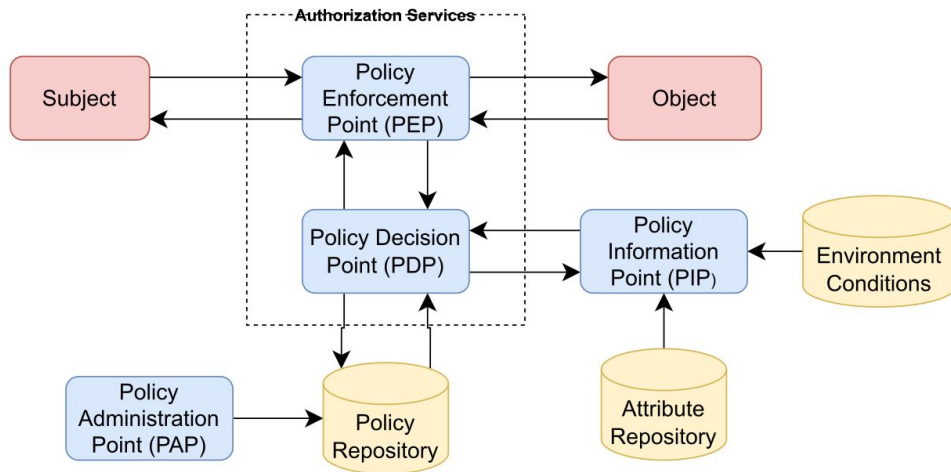 Authorization Services
Subject
Policy
Enforcement
Point (PEP)
Object
Policy Decision
Point (PDP)
Policy
Information
Point (PIP)
Environment
Conditions
Policy
Administration
Point (PAP)
Policy
Repository
Attribute
Repository